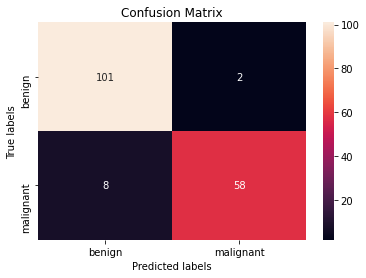 Confusion Matrix
True labels
benign
malignant
101
2
8
58
benign
malignant
Predicted labels
100
80
60
40
20